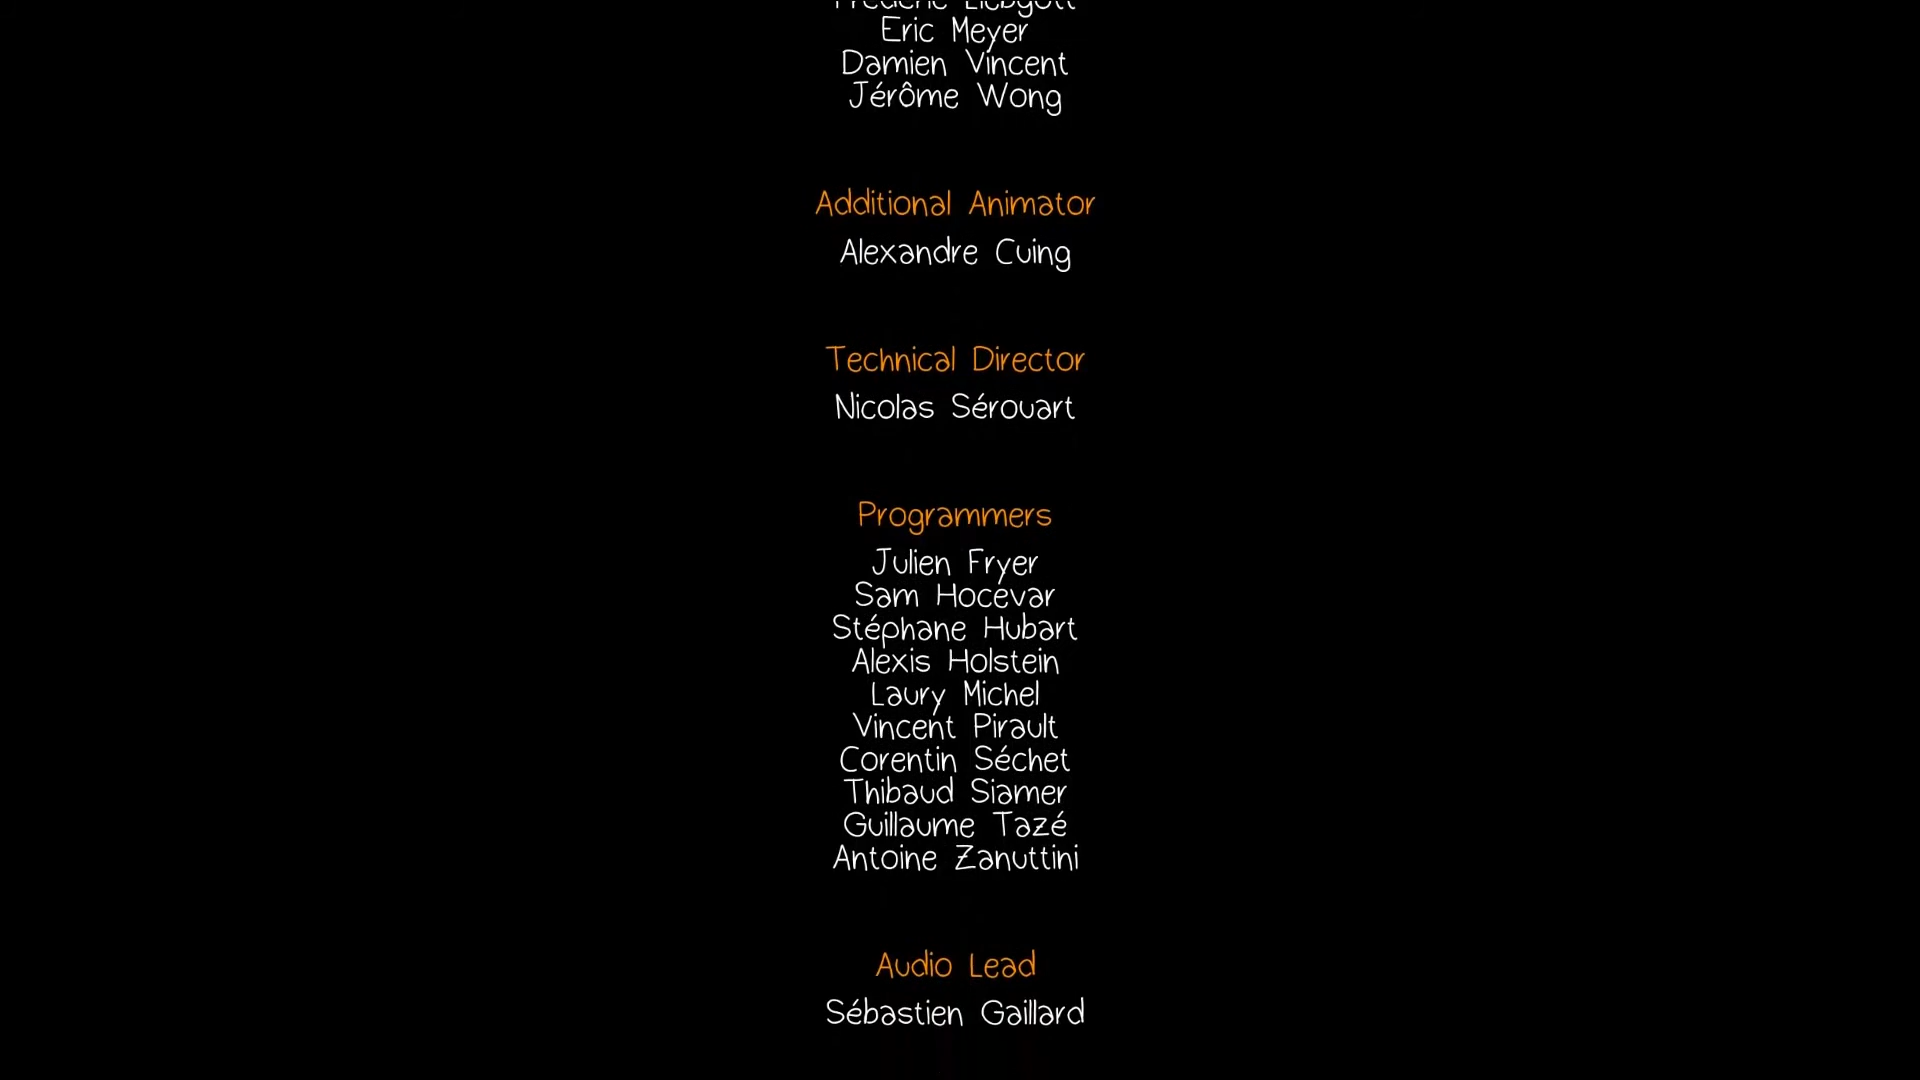 Eric Meyer
Damien Vincent
Jérôme Wong
Additional Animator
Alexandre Cuing
Technical Director
Nicolas Sérouart
Programmers
Julien Fryer
Sam Hocevar
Stéphane Hubart
Alexis Holstein
Laury Michel
Vincent Pirault
Corentin Séchet
Thibaud Siamer
Guillaume Tazé
Antoine Zanuttini
Audio Lead
Sébastien Gaillard